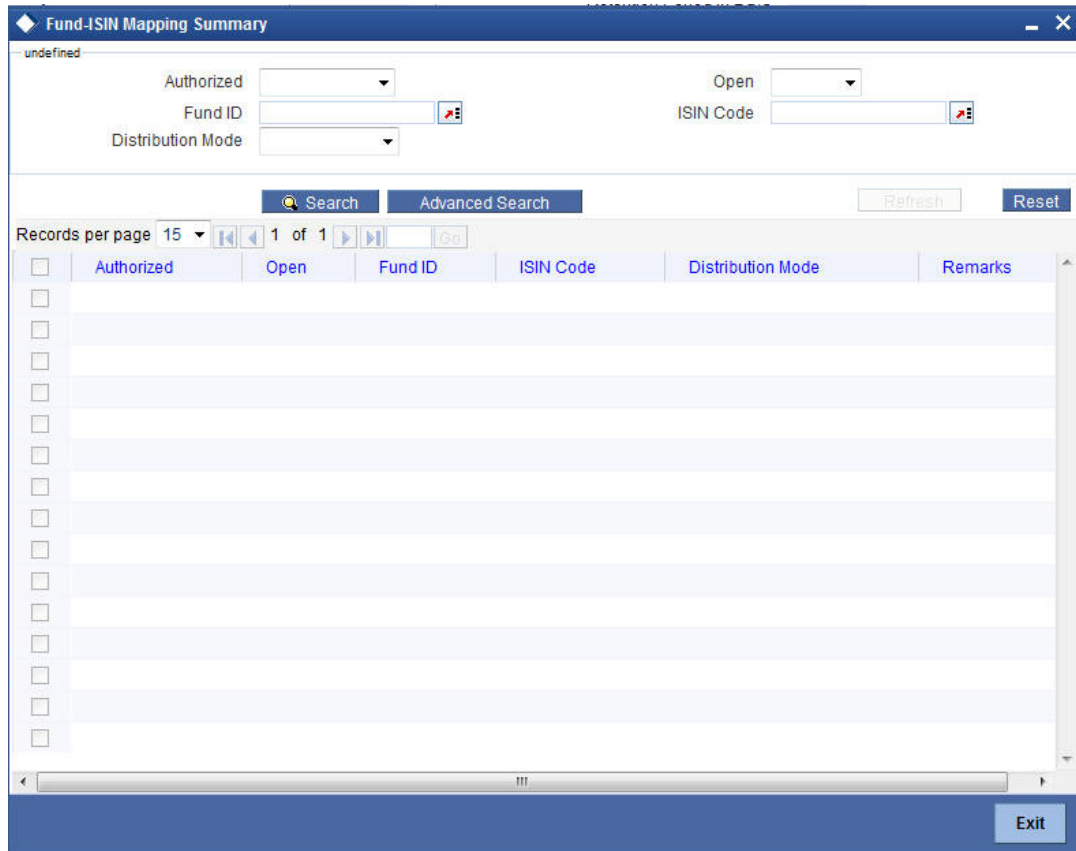 Fund-ISIN Mapping Summary
undefined
Authorized Open
Fund ID ISIN Code
Distribution Mode
Search Advanced Search Refresh Reset
Records per page 15 1 of 1 Go
Authorized Open Fund ID ISIN Code Distribution Mode Remarks
Exit